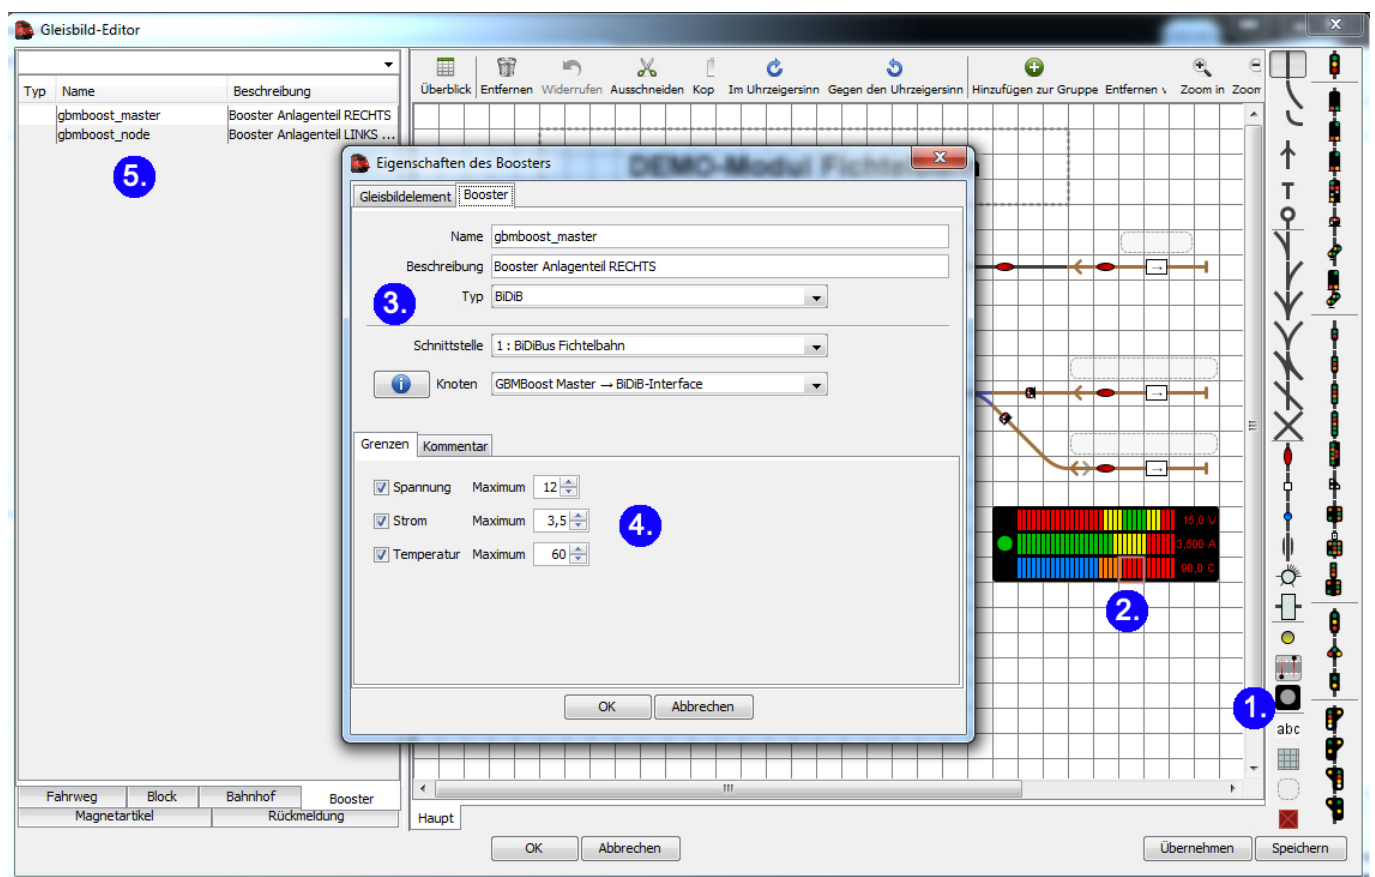 Gleisbild-Editor
Typ Name Beschreibung
gbmboost_master Booster Anlagenteil RECHTS
gbmboost_node Booster Anlagenteil LINKS ...
5.
Überblick Entfernen Widerrufen Ausschneiden Kop Im Uhrzeigersinn Gegen den Uhrzeigersinn Hinzufügen zur Gruppe Entfernen Zoom in Zoom
DEMO-Modul Fichtelbahn
Eigenschaften des Boosters
Gleisbildelement Booster
Name gbmboost_master
Beschreibung Booster Anlagenteil RECHTS
3.
Typ BiDiB
Schnittstelle 1 : BiDiBus Fichtelbahn
Knoten GBMBoost Master → BiDiB-Interface
Grenzen Kommentar
Spannung Maximum 12
Strom Maximum 3,5
Temperatur Maximum 60
4.
OK Abbrechen
15,0 V
3,500 A
90,0 C
2.
1.
T
abc
Fahrweg Block Bahnhof Booster
Magnetartikel Rückmeldung
Haupt
OK Abbrechen Übernehmen Speichern